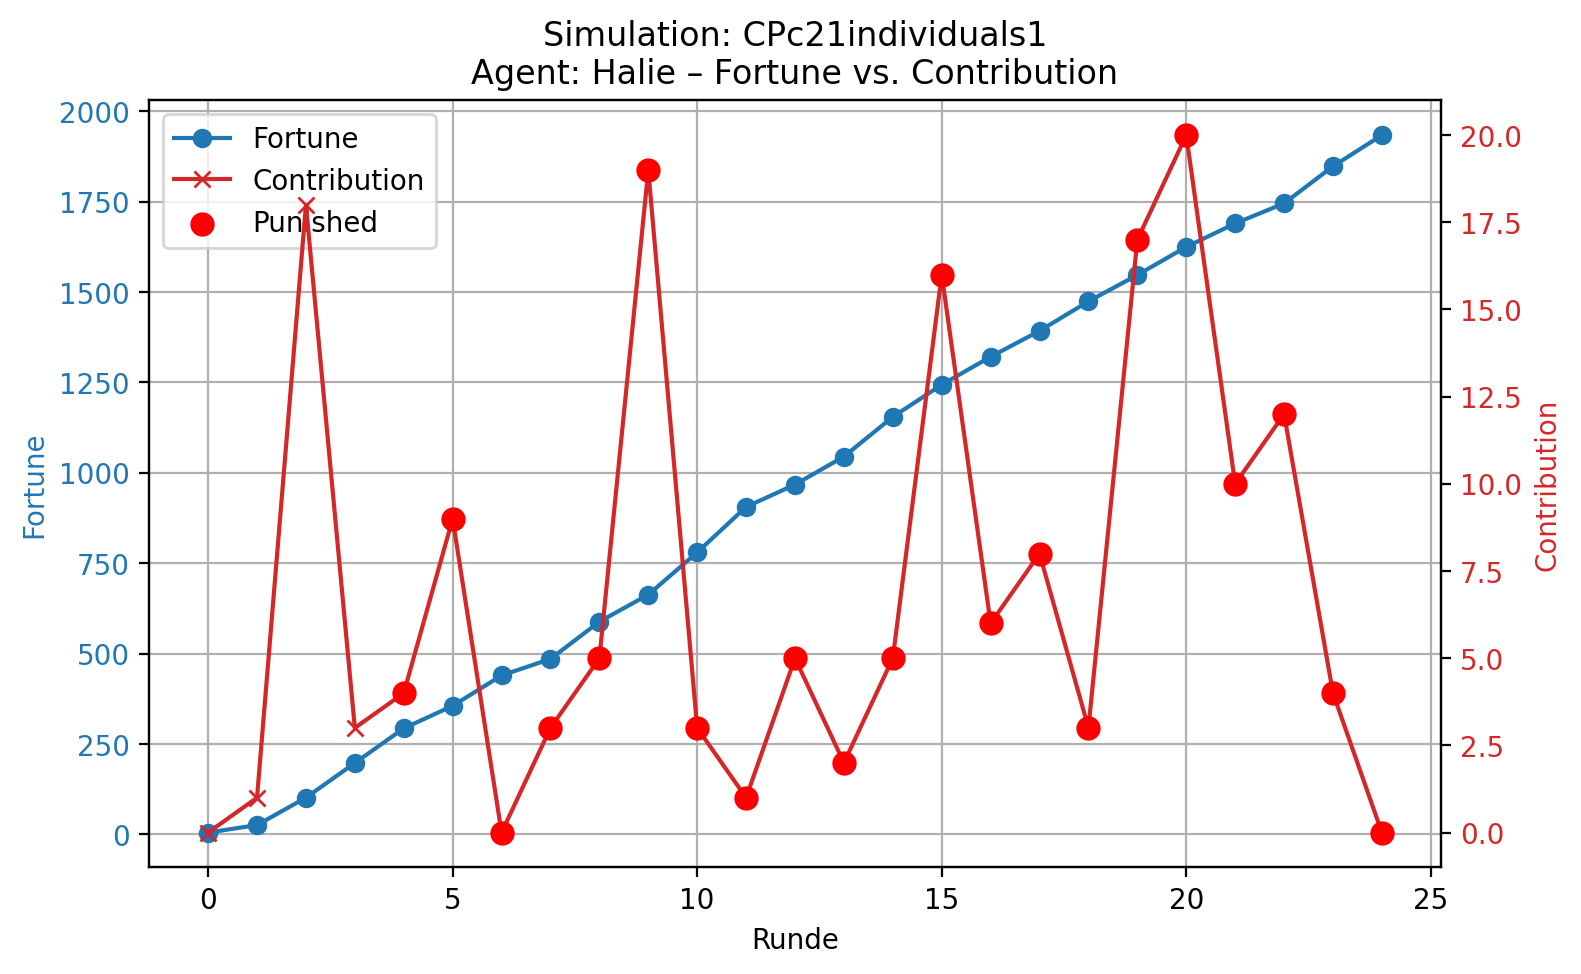 Simulation: CPc21individuals1
Agent: Halie – Fortune vs. Contribution
Fortune
Contribution
Punished
2000
1750
1500
1250
1000
750
500
250
0
Fortune
20.0
17.5
15.0
12.5
10.0
7.5
5.0
2.5
0.0
Contribution
0 5 10 15 20 25
Runde